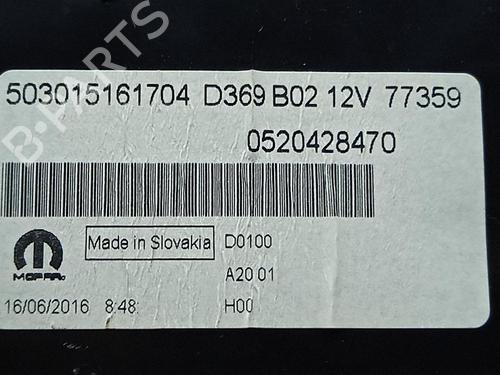 B-PARTS
503015161704 D369 B02 12V 77359
0520428470
Made in Slovakia D0100
MOPAR A20 01
16/06/2016 8:48 H00